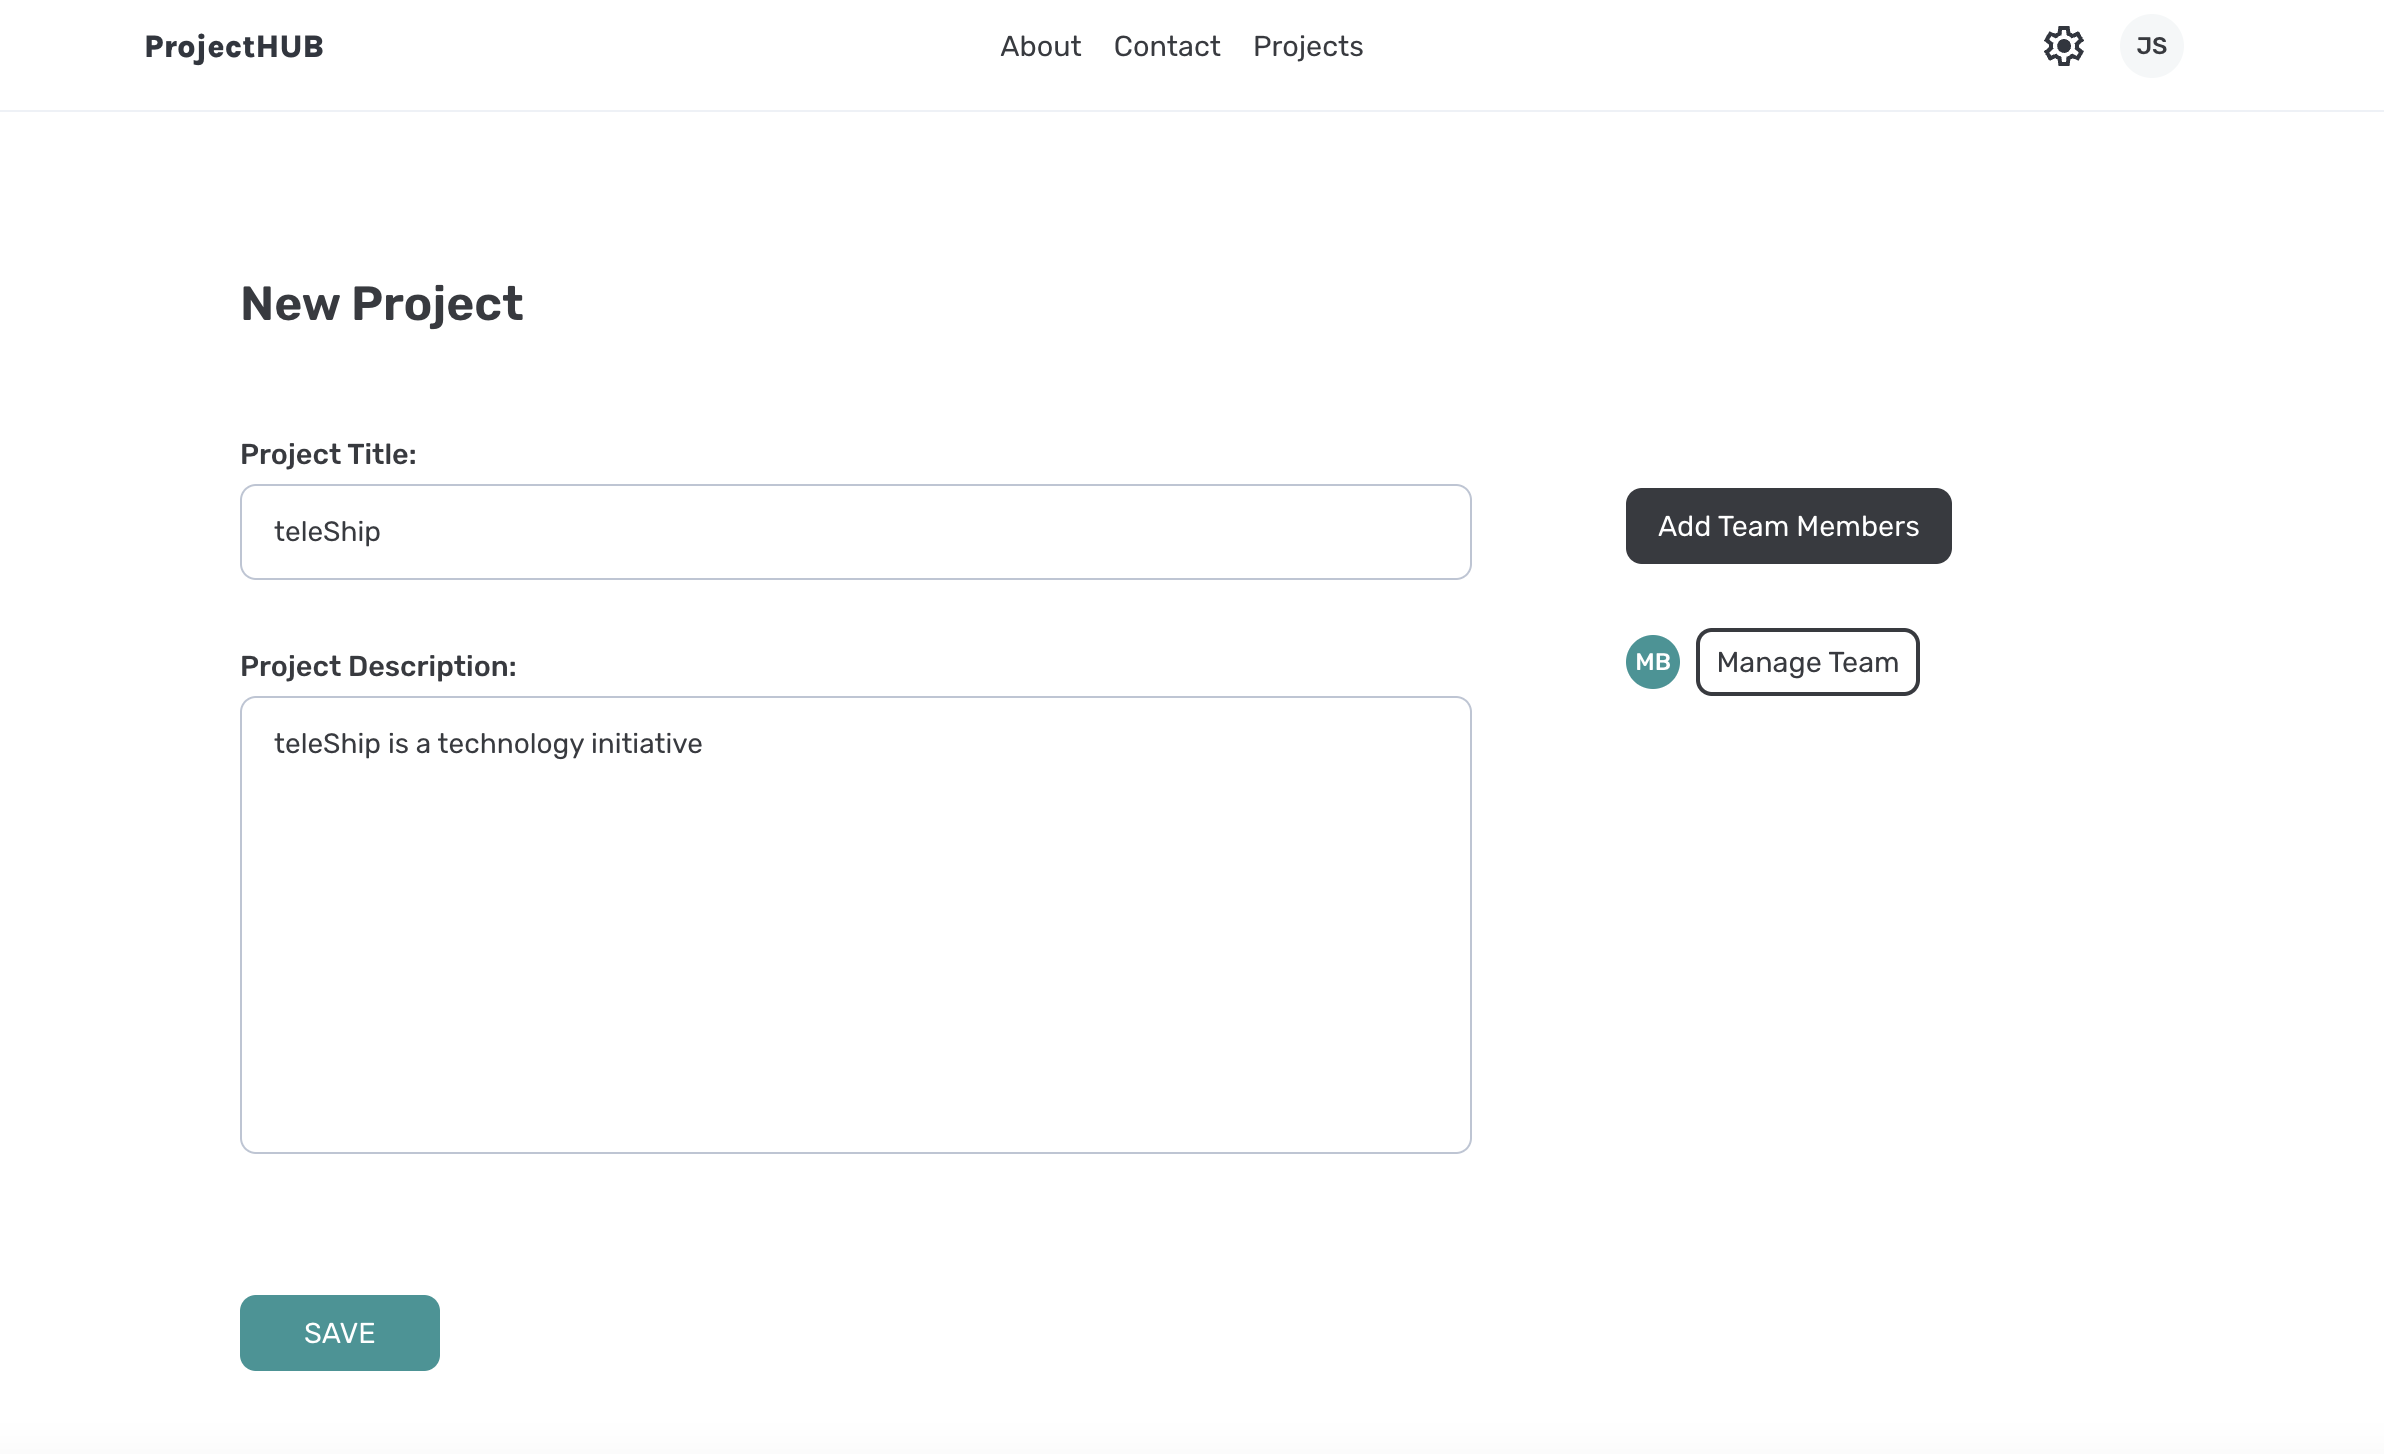 ProjectHUB
About Contact Projects
JS
New Project
Project Title:
teleShip
Add Team Members
MB
Manage Team
Project Description:
teleShip is a technology initiative
SAVE